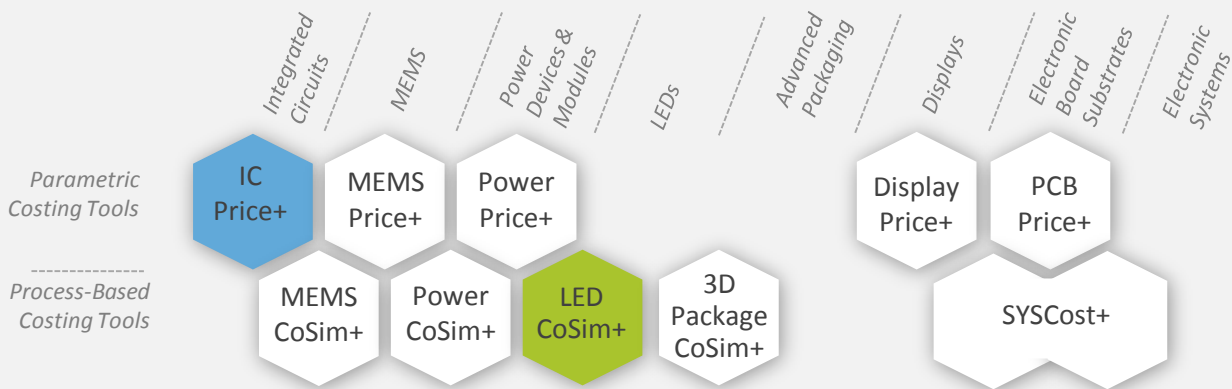 Integrated
Circuits
MEMS
Power
Devices &
Modules
LEDs
Advanced
Packaging
Displays
Electronic
Board
Substrates
Electronic
Systems
Parametric
Costing Tools
IC
Price+
MEMS
Price+
Power
Price+
Display
Price+
PCB
Price+
Process-Based
Costing Tools
MEMS
CoSim+
Power
CoSim+
LED
CoSim+
3D
Package
CoSim+
SYSCost+